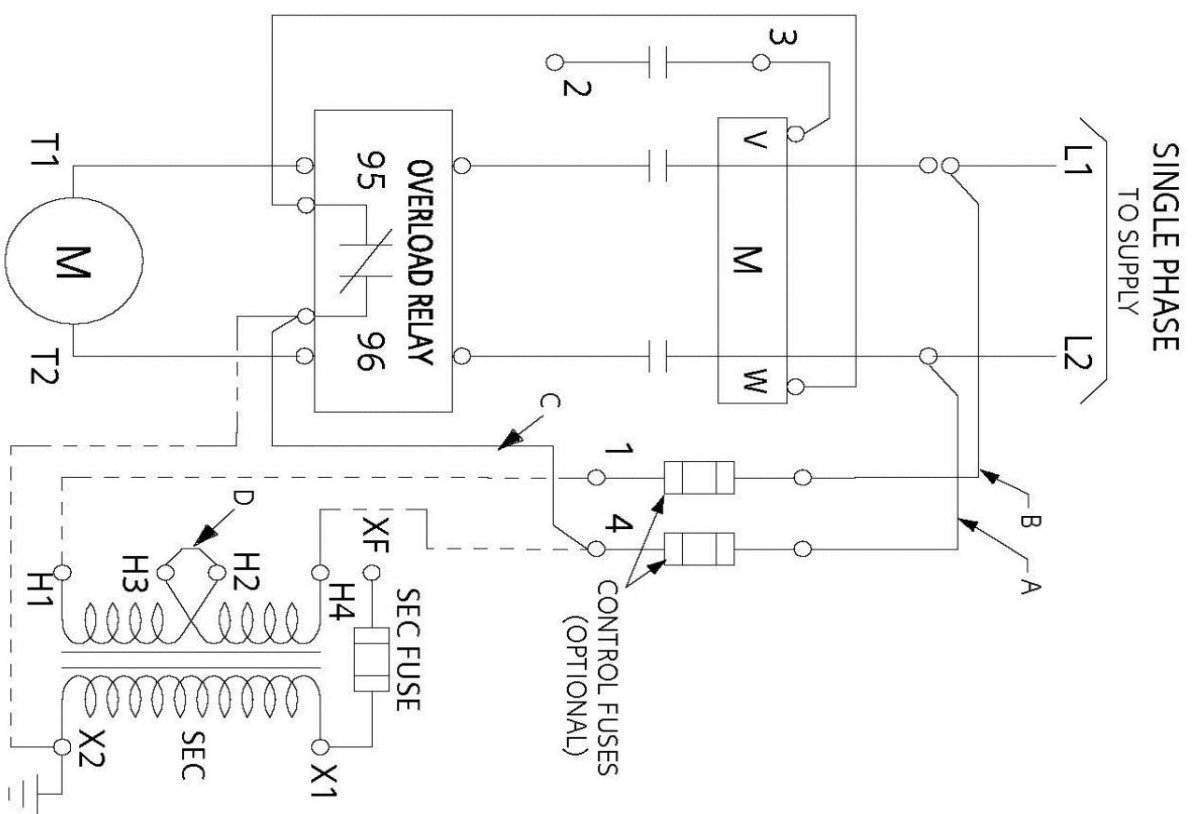 SINGLE PHASE
TO SUPPLY
L1
L2
3
2
V
M
W
OVERLOAD RELAY
95
96
T1
M
T2
C
1
4
B
A
CONTROL FUSES
(OPTIONAL)
D
XF
SEC FUSE
H1
H3
H2
H4
X2
SEC
X1